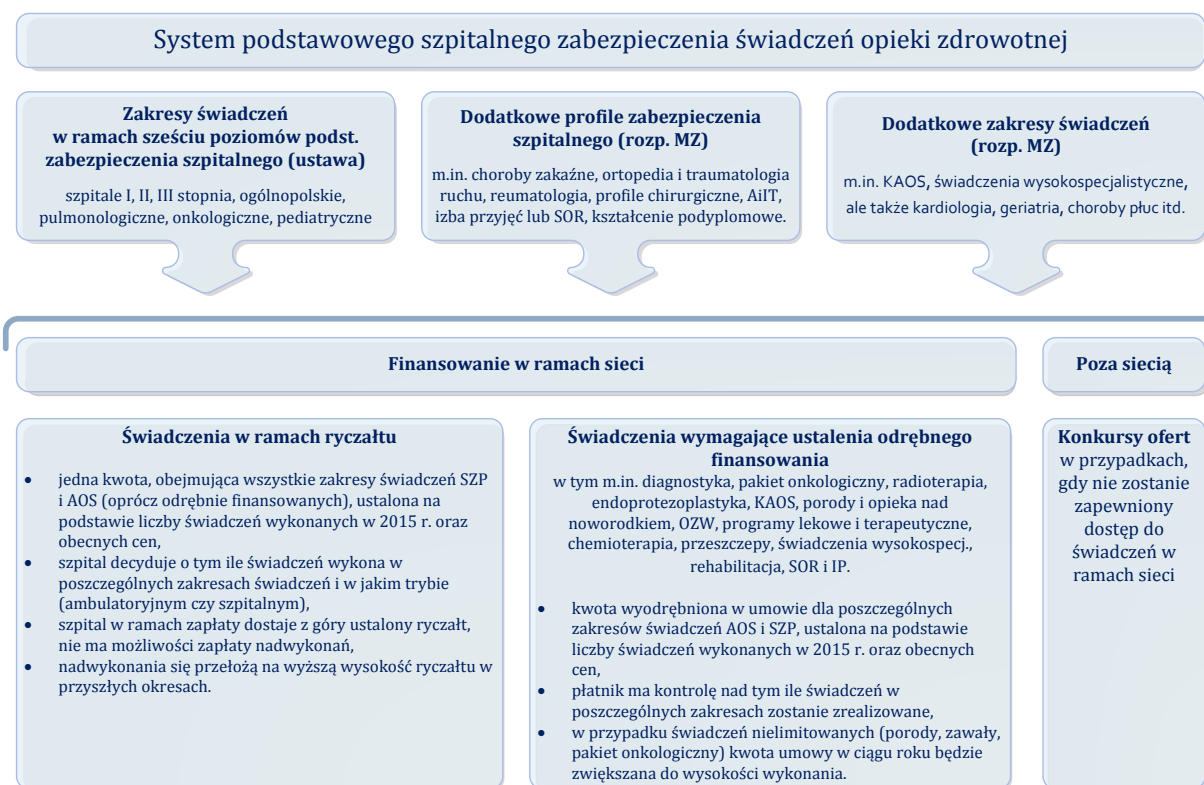 System podstawowego szpitalnego zabezpieczenia świadczeń opieki zdrowotnej
Zakresy świadczeń
w ramach sześciu poziomów podst.
zabezpieczenia szpitalnego (ustawa)
szpitale I, II, III stopnia, ogólnopolskie,
pulmonologiczne, onkologiczne, pediatryczne
Dodatkowe profile zabezpieczenia
szpitalnego (rozp. MZ)
m.in. choroby zakaźne, ortopedia i traumatologia
ruchu, reumatologia, profile chirurgiczne, AiIT,
izba przyjęć lub SOR, kształcenie podyplomowe.
Dodatkowe zakresy świadczeń
(rozp. MZ)
m.in. KAOS, świadczenia wysokospecjalistyczne,
ale także kardiologia, geriatria, choroby płuc itd.
Finansowanie w ramach sieci
Poza siecią
Świadczenia w ramach ryczałtu
• jedna kwota, obejmująca wszystkie zakresy świadczeń SZP
i AOS (oprócz odrębnie finansowanych), ustalona na
podstawie liczby świadczeń wykonanych w 2015 r. oraz
obecnych cen,
• szpital decyduje o tym ile świadczeń wykona w
poszczególnych zakresach świadczeń i w jakim trybie
(ambulatoryjnym czy szpitalnym),
• szpital w ramach zapłaty dostaje z góry ustalony ryczałt,
nie ma możliwości zapłaty nadwykonań,
• nadwykonania się przełożą na wyższą wysokość ryczałtu w
przyszłych okresach.
Świadczenia wymagające ustalenia odrębnego
finansowania
w tym m.in. diagnostyka, pakiet onkologiczny, radioterapia,
endoprotezoplastyka, KAOS, porody i opieka nad
noworodkiem, OZW, programy lekowe i terapeutyczne,
chemioterapia, przeszczepy, świadczenia wysokospecj.,
rehabilitacja, SOR i IP.
• kwota wyodrębniona w umowie dla poszczególnych
zakresów świadczeń AOS i SZP, ustalona na podstawie
liczby świadczeń wykonanych w 2015 r. oraz obecnych
cen,
• płatnik ma kontrolę nad tym ile świadczeń w
poszczególnych zakresach zostanie zrealizowane,
• w przypadku świadczeń nielimitowanych (porody, zawały,
pakiet onkologiczny) kwota umowy w ciągu roku będzie
zwiększana do wysokości wykonania.
Konkursy ofert
w przypadkach,
gdy nie zostanie
zapewniony
dostęp do
świadczeń w
ramach sieci